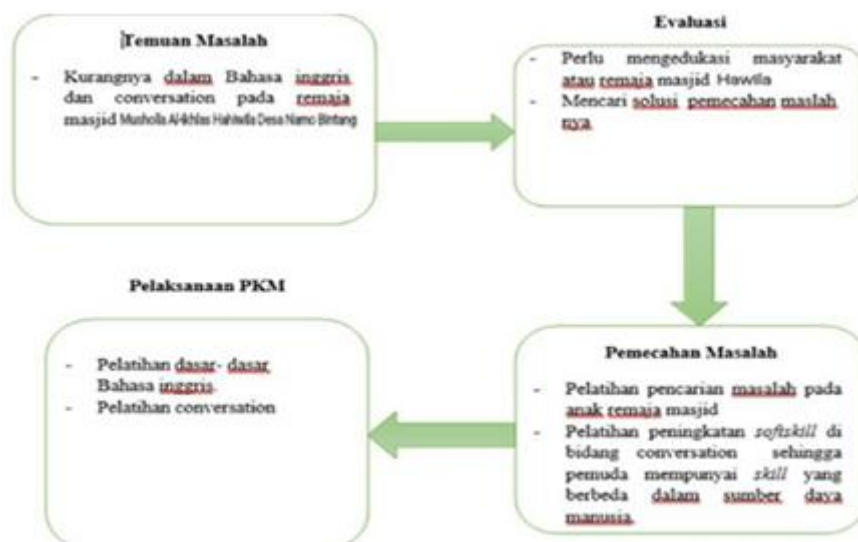 Temuan Masalah
- Kurangnya dalam Bahasa inggris
dan conversation pada remaja
masjid Musholla Al-Ikhlas Hahiwlla Desa Namo Bintang
Evaluasi
- Perlu mengedukasi masyarakat
atau remaja masjid Hawlla
- Mencari solusi pemecahan maslah
nya
Pemecahan Masalah
- Pelatihan pencarian masalah pada
anak remaja masjid
- Pelatihan peningkatan softskill di
bidang conversation sehingga
pemuda mempunyai skill yang
berbeda dalam sumber daya
manusia.
Pelaksanaan PKM
- Pelatihan dasar- dasar
Bahasa inggris.
- Pelatihan conversation